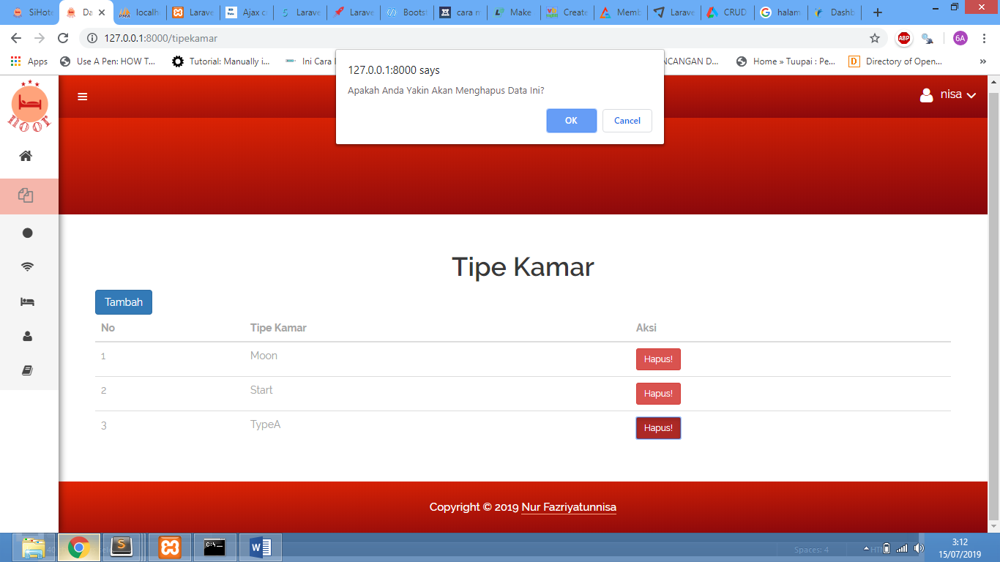 SiHote
Da
localh
Larave
Ajax c
Larave
Larave
Boots
cara m
Make
Create
Memb
Larave
CRUD
halam
Dashb
127.0.0.1:8000/tipekamar
ABP
6A
Apps
Use A Pen: HOW T...
Tutorial: Manually i...
Ini Cara
NCANGAN D...
Home » Tuupai : Pe...
Directory of Open...
127.0.0.1:8000 says
Apakah Anda Yakin Akan Menghapus Data Ini?
OK
Cancel
HOOT
nisa
Tipe Kamar
Tambah
No Tipe Kamar Aksi
1 Moon Hapus!
2 Start Hapus!
3 TypeA Hapus!
Copyright © 2019 Nur Fazriyatunnisa
Spaces: 4
3:12
15/07/2019